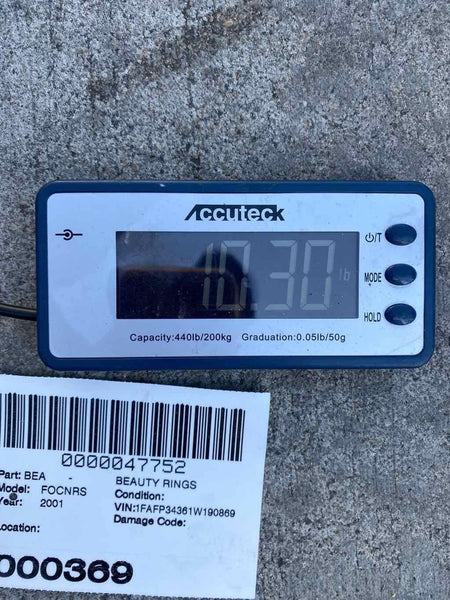 Accuteck
⏻/T
10.30 lb
MODE
HOLD
Capacity:440lb/200kg Graduation:0.05lb/50g
0000047752
Part: BEA - BEAUTY RINGS
Model: FOCNRS Condition:
Year: 2001 VIN:1FAFP34361W190869
Damage Code:
Location:
000369